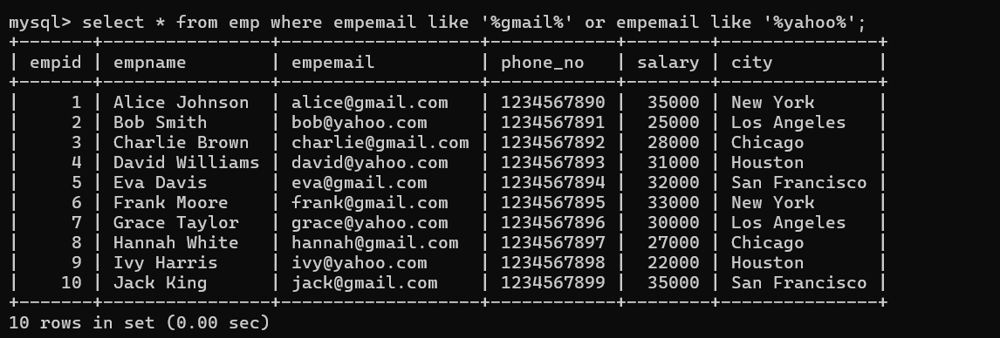 mysql> select * from emp where empemail like '%gmail%' or empemail like '%yahoo%';
+-------+----------------+-------------------+------------+--------+---------------+
| empid | empname        | empemail          | phone_no   | salary | city          |
+-------+----------------+-------------------+------------+--------+---------------+
|     1 | Alice Johnson  | alice@gmail.com   | 1234567890 |  35000 | New York      |
|     2 | Bob Smith      | bob@yahoo.com     | 1234567891 |  25000 | Los Angeles   |
|     3 | Charlie Brown  | charlie@gmail.com | 1234567892 |  28000 | Chicago       |
|     4 | David Williams | david@yahoo.com   | 1234567893 |  31000 | Houston       |
|     5 | Eva Davis      | eva@gmail.com     | 1234567894 |  32000 | San Francisco |
|     6 | Frank Moore    | frank@gmail.com   | 1234567895 |  33000 | New York      |
|     7 | Grace Taylor   | grace@yahoo.com   | 1234567896 |  30000 | Los Angeles   |
|     8 | Hannah White   | hannah@gmail.com  | 1234567897 |  27000 | Chicago       |
|     9 | Ivy Harris     | ivy@yahoo.com     | 1234567898 |  22000 | Houston       |
|    10 | Jack King      | jack@gmail.com    | 1234567899 |  35000 | San Francisco |
+-------+----------------+-------------------+------------+--------+---------------+
10 rows in set (0.00 sec)